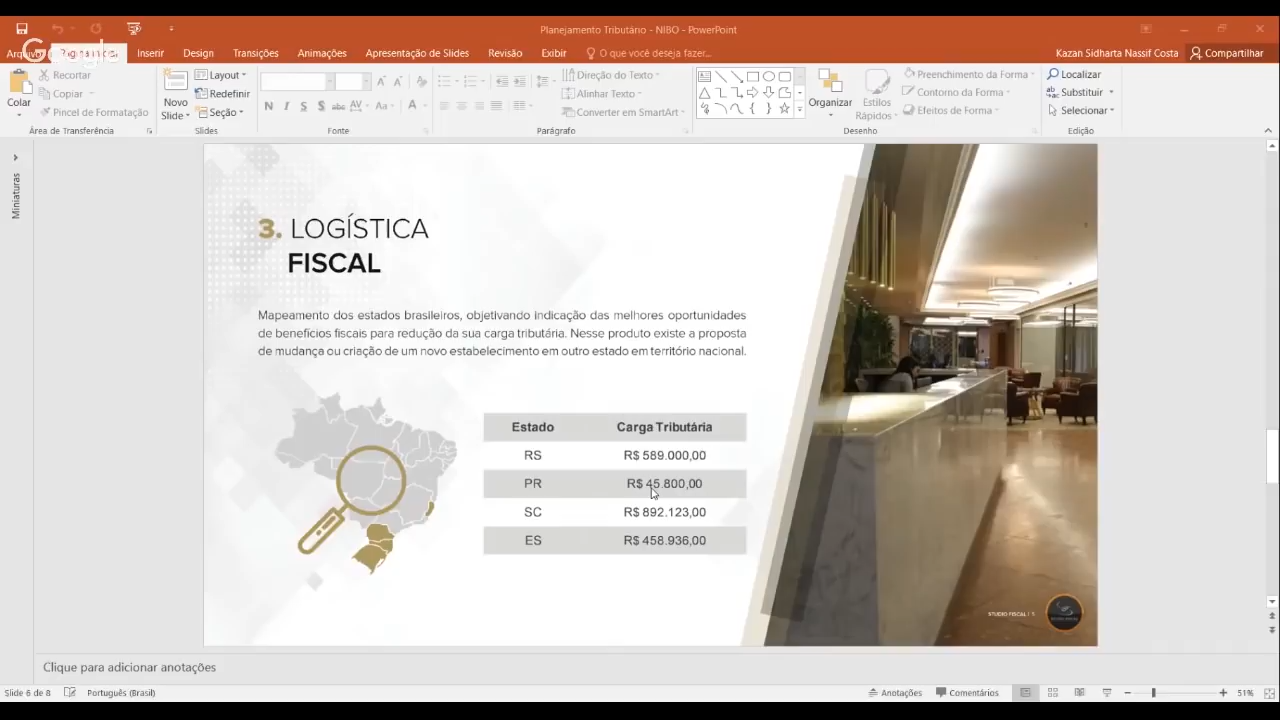 Planejamento Tributário - NIBO - PowerPoint
Google
Inserir
Design
Transições
Animações
Apresentação de Slides
Revisão
Exibir
O que você deseja fazer...
Kazan Sidharta Nassif Costa
Compartilhar
Colar
Recortar
Copiar
Pincel de Formatação
Área de Transferência
Novo
Slide
Layout
Redefinir
Seção
Slides
N I S S abc AV Aa A
Fonte
Direção do Texto
Alinhar Texto
Converter em SmartArt
Parágrafo
Organizar
Estilos
Rápidos
Preenchimento da Forma
Contorno da Forma
Efeitos de Forma
Desenho
Localizar
Substituir
Selecionar
Edição
Miniaturas
3. LOGÍSTICA
FISCAL
Mapeamento dos estados brasileiros, objetivando indicação das melhores oportunidades
de benefícios fiscais para redução da sua carga tributária. Nesse produto existe a proposta
de mudança ou criação de um novo estabelecimento em outro estado em território nacional.
Estado Carga Tributária
RS R$ 589.000,00
PR R$ 45.800,00
SC R$ 892.123,00
ES R$ 458.936,00
STUDIO FISCAL | 5
Clique para adicionar anotações
Slide 6 de 8
Português (Brasil)
Anotações
Comentários
51%